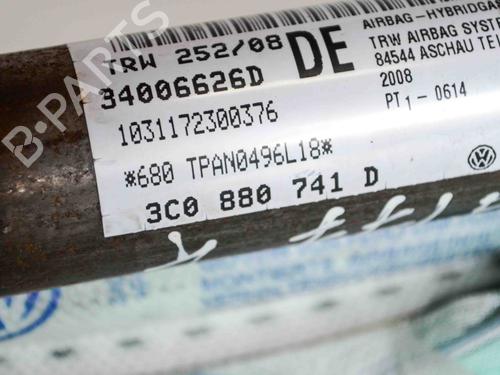 TRW 252/08
34006626D
DE
1031172300376
*680 TPAN0496L18*
3C0 880 741 D
AIRBAG-HYBRIDGA
TRW AIRBAG SYST
84544 ASCHAU
2008
PT1 - 0614
B-PARTS